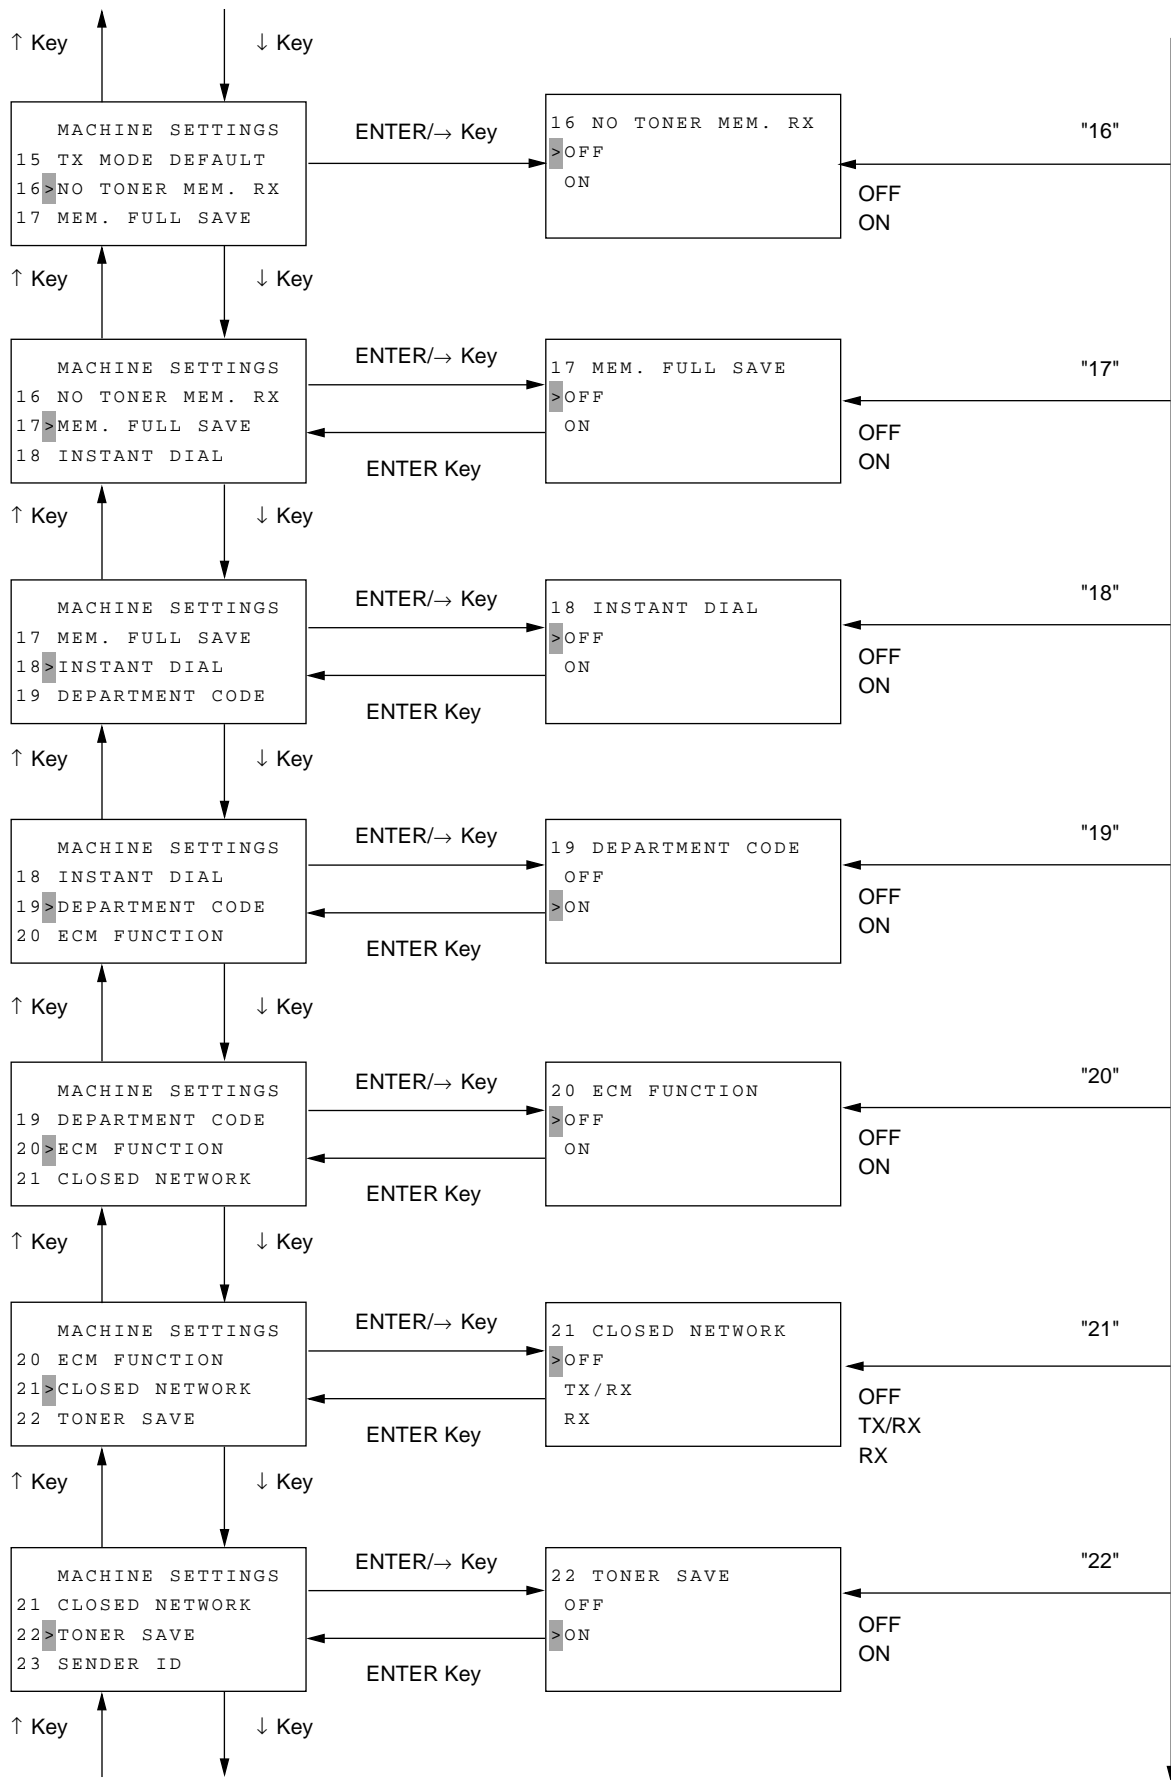 ↑ Key ↓ Key
MACHINE SETTINGS
15 TX MODE DEFAULT
16>NO TONER MEM. RX
17 MEM. FULL SAVE
ENTER/→ Key
16 NO TONER MEM. RX
>OFF
ON
"16"
OFF
ON
↑ Key ↓ Key
MACHINE SETTINGS
16 NO TONER MEM. RX
17>MEM. FULL SAVE
18 INSTANT DIAL
ENTER/→ Key
ENTER Key
17 MEM. FULL SAVE
>OFF
ON
"17"
OFF
ON
↑ Key ↓ Key
MACHINE SETTINGS
17 MEM. FULL SAVE
18>INSTANT DIAL
19 DEPARTMENT CODE
ENTER/→ Key
ENTER Key
18 INSTANT DIAL
>OFF
ON
"18"
OFF
ON
↑ Key ↓ Key
MACHINE SETTINGS
18 INSTANT DIAL
19>DEPARTMENT CODE
20 ECM FUNCTION
ENTER/→ Key
ENTER Key
19 DEPARTMENT CODE
OFF
>ON
"19"
OFF
ON
↑ Key ↓ Key
MACHINE SETTINGS
19 DEPARTMENT CODE
20>ECM FUNCTION
21 CLOSED NETWORK
ENTER/→ Key
ENTER Key
20 ECM FUNCTION
>OFF
ON
"20"
OFF
ON
↑ Key ↓ Key
MACHINE SETTINGS
20 ECM FUNCTION
21>CLOSED NETWORK
22 TONER SAVE
ENTER/→ Key
ENTER Key
21 CLOSED NETWORK
>OFF
TX/RX
RX
"21"
OFF
TX/RX
RX
↑ Key ↓ Key
MACHINE SETTINGS
21 CLOSED NETWORK
22>TONER SAVE
23 SENDER ID
ENTER/→ Key
ENTER Key
22 TONER SAVE
OFF
>ON
"22"
OFF
ON
↑ Key ↓ Key